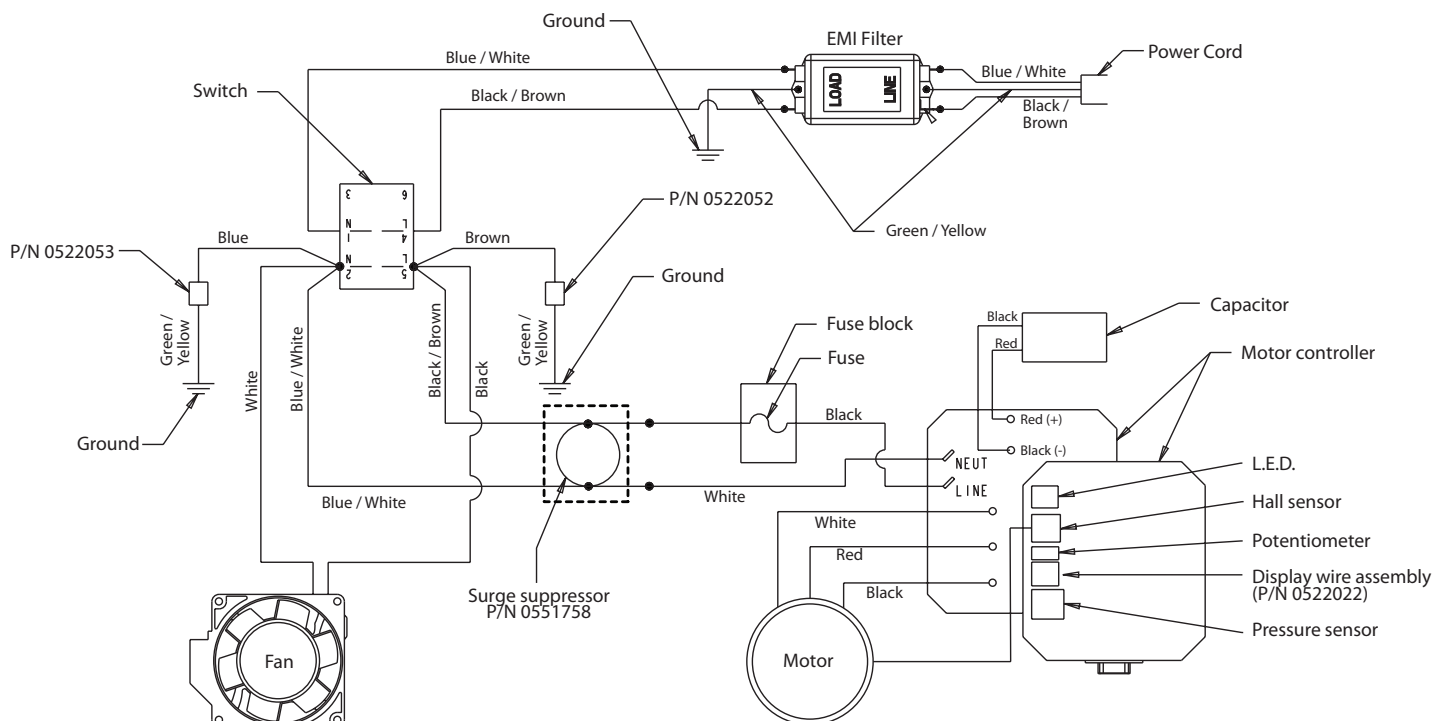 Ground
EMI Filter
Power Cord
Blue / White
Blue / White
Switch
Black / Brown
LOAD
LINE
Black /
Brown
3
6
P/N 0522052
N
L
1
4
Green / Yellow
Blue
Brown
P/N 0522053
N
L
2
5
Ground
Green /
Yellow
Green /
Yellow
Capacitor
Black
Red
Fuse block
Motor controller
Fuse
White
Blue / White
Black / Brown
Black
Black
Red (+)
Ground
Black (-)
NEUT
L.E.D.
LINE
Blue / White
White
Hall sensor
White
Red
Potentiometer
Black
Display wire assembly
(P/N 0522022)
Surge suppressor
P/N 0551758
Pressure sensor
Fan
Motor